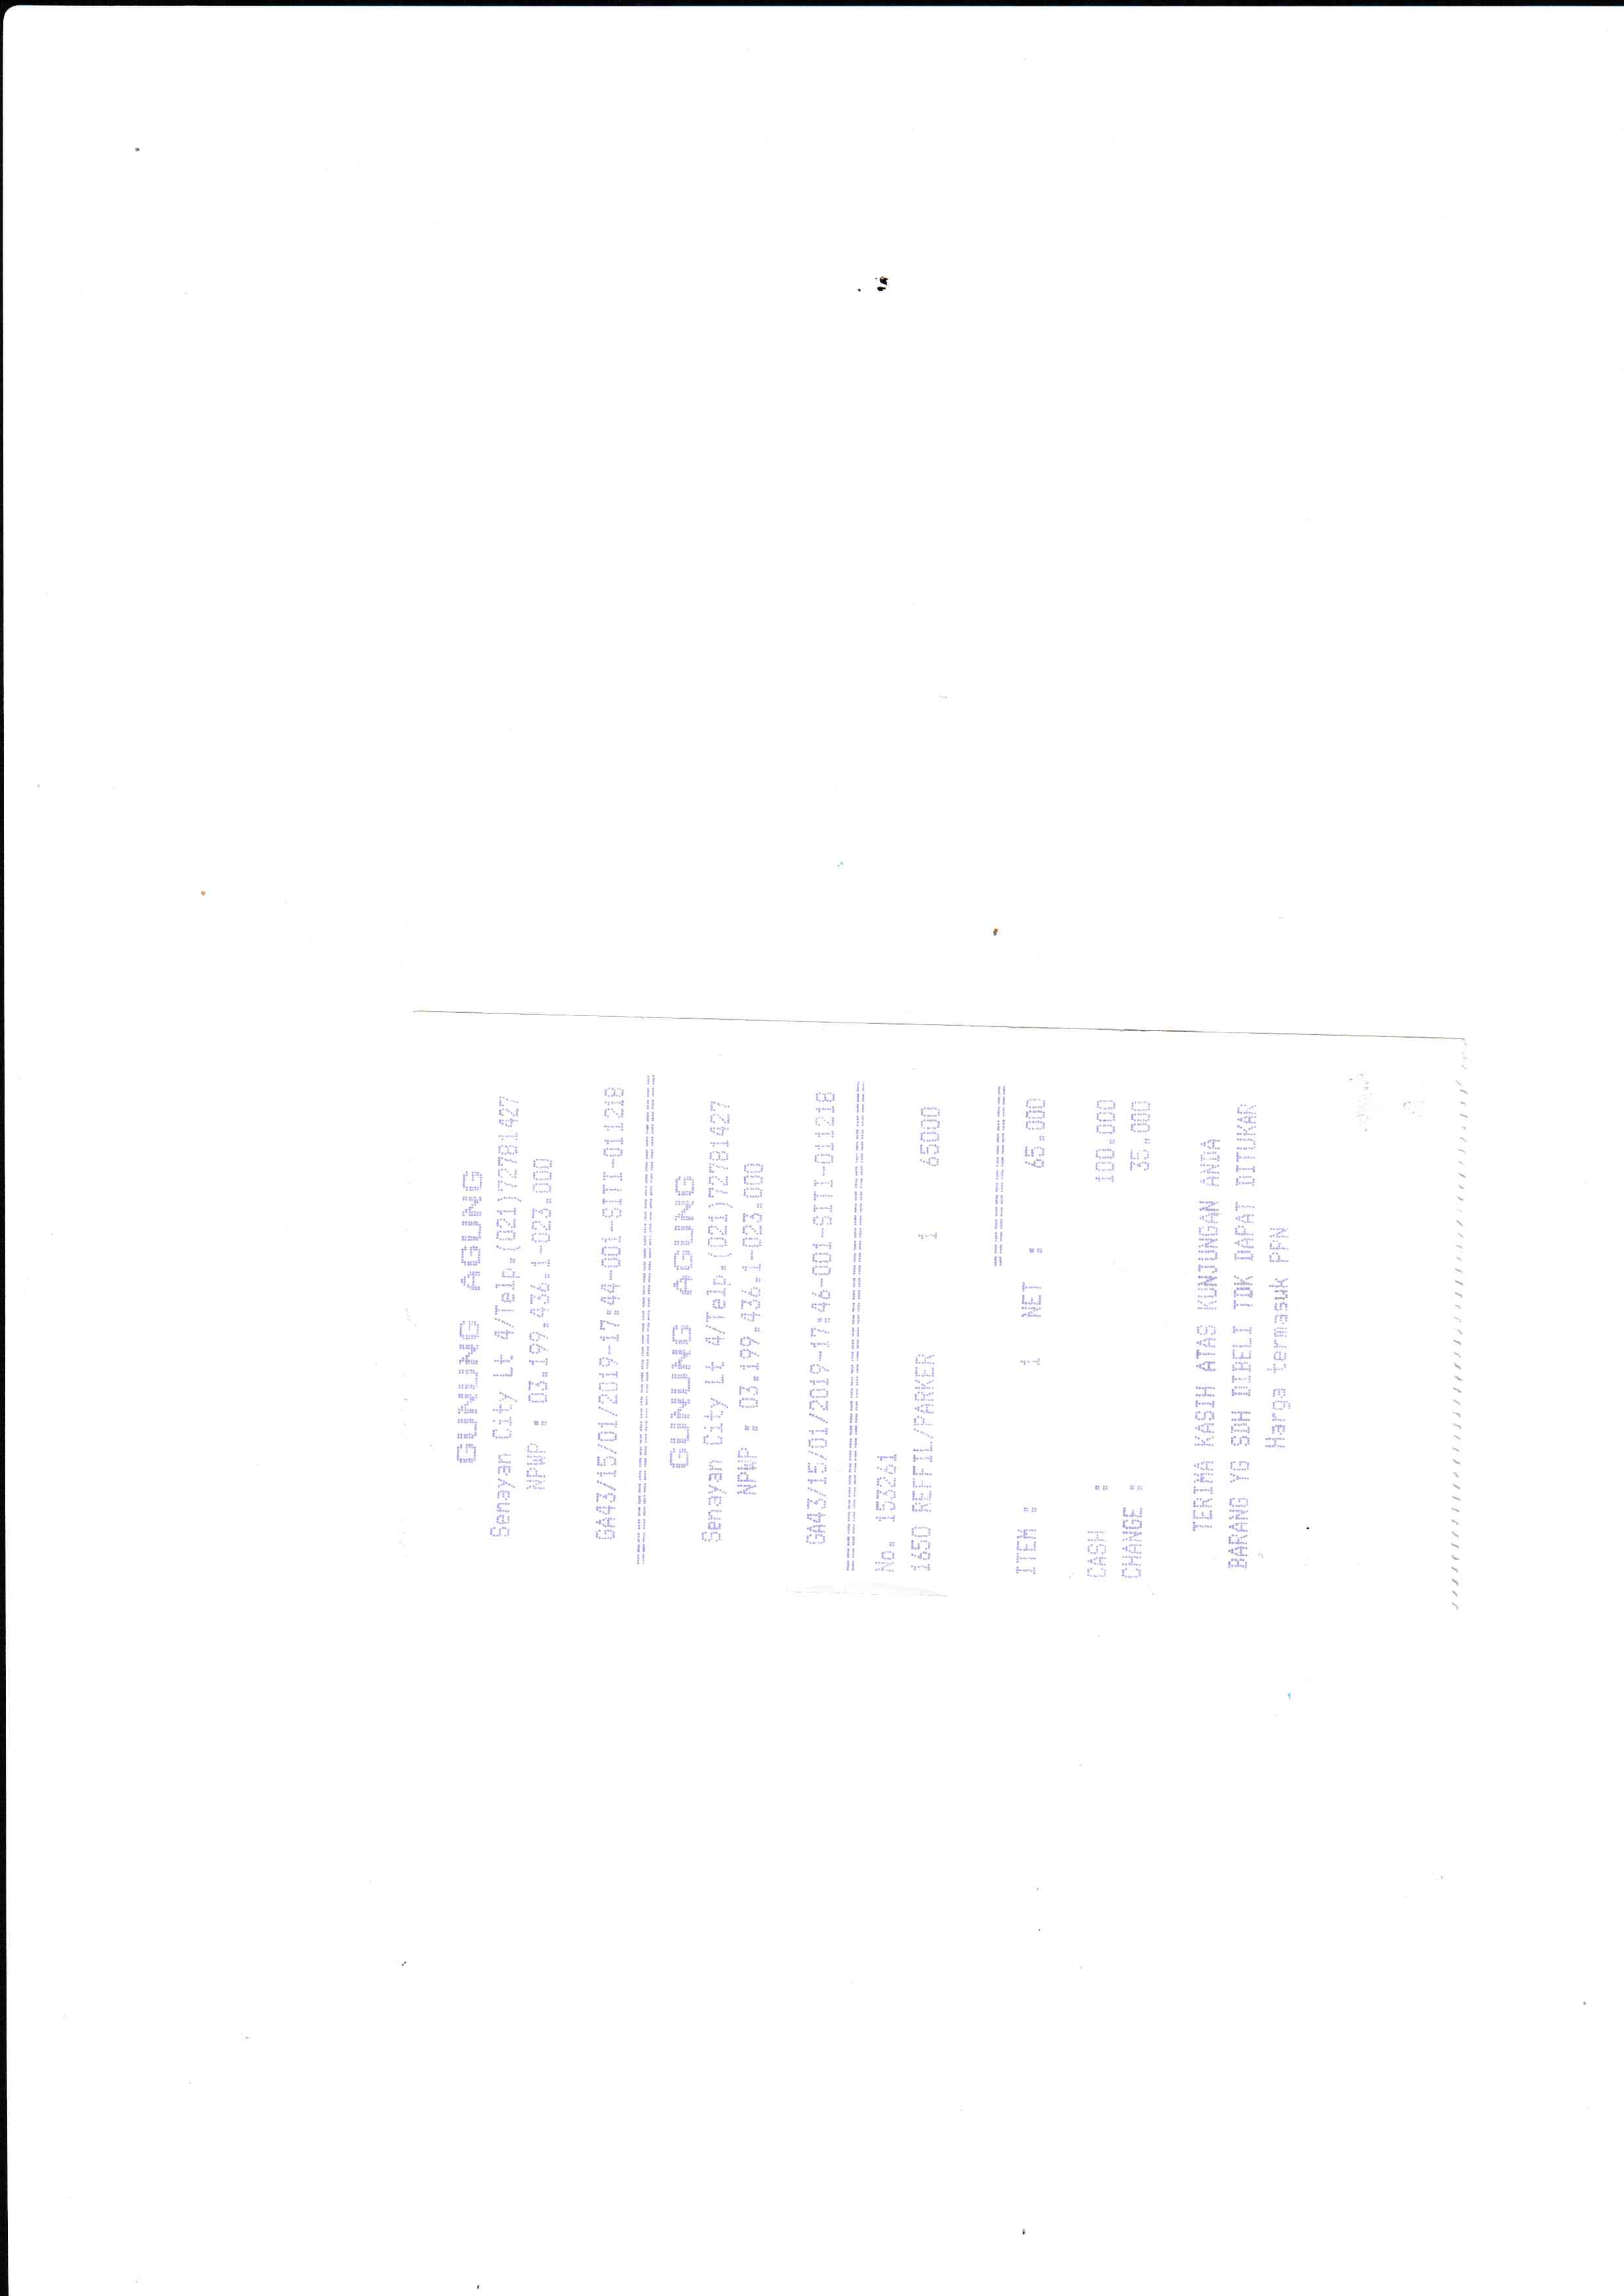 GUNUNG AGUNG
Senayan City Lt 4/Telp.(021)72781427
NPWP : 03.199.436.1-023.000
GA43/15/01/2019-17:44-001-SITI-011218
GUNUNG AGUNG
Senayan City Lt 4/Telp.(021)72781427
NPWP : 03.199.436.1-023.000
GA43/15/01/2019-17:46-001-SITI-011218
No. 153261
1650 REFFIL/PARKER
1 65000
ITEM : 1 NET : 65.000
CASH : 100.000
CHANGE : 35.000
TERIMA KASIH ATAS KUNJUNGAN ANDA
BARANG YG SDH DIBELI TDK DAPAT DITUKAR
Harga termasuk PPN